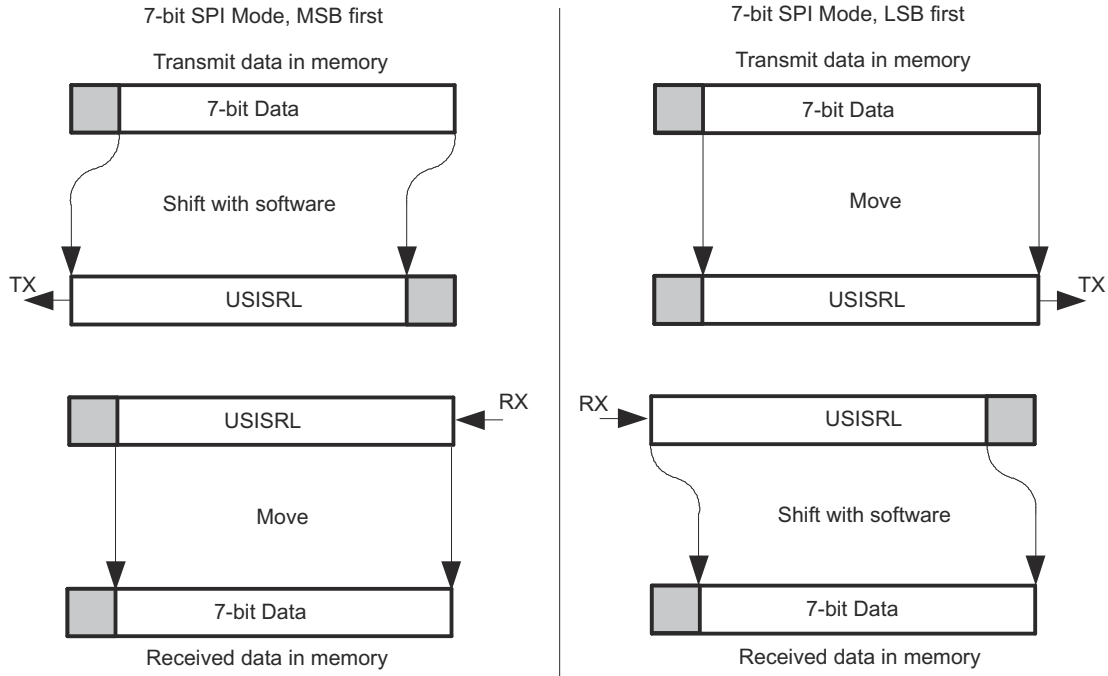 7-bit SPI Mode, MSB first
Transmit data in memory
7-bit Data
Shift with software
TX
USISRL
RX
USISRL
Move
7-bit Data
Received data in memory
7-bit SPI Mode, LSB first
Transmit data in memory
7-bit Data
Move
TX
USISRL
RX
USISRL
Shift with software
7-bit Data
Received data in memory